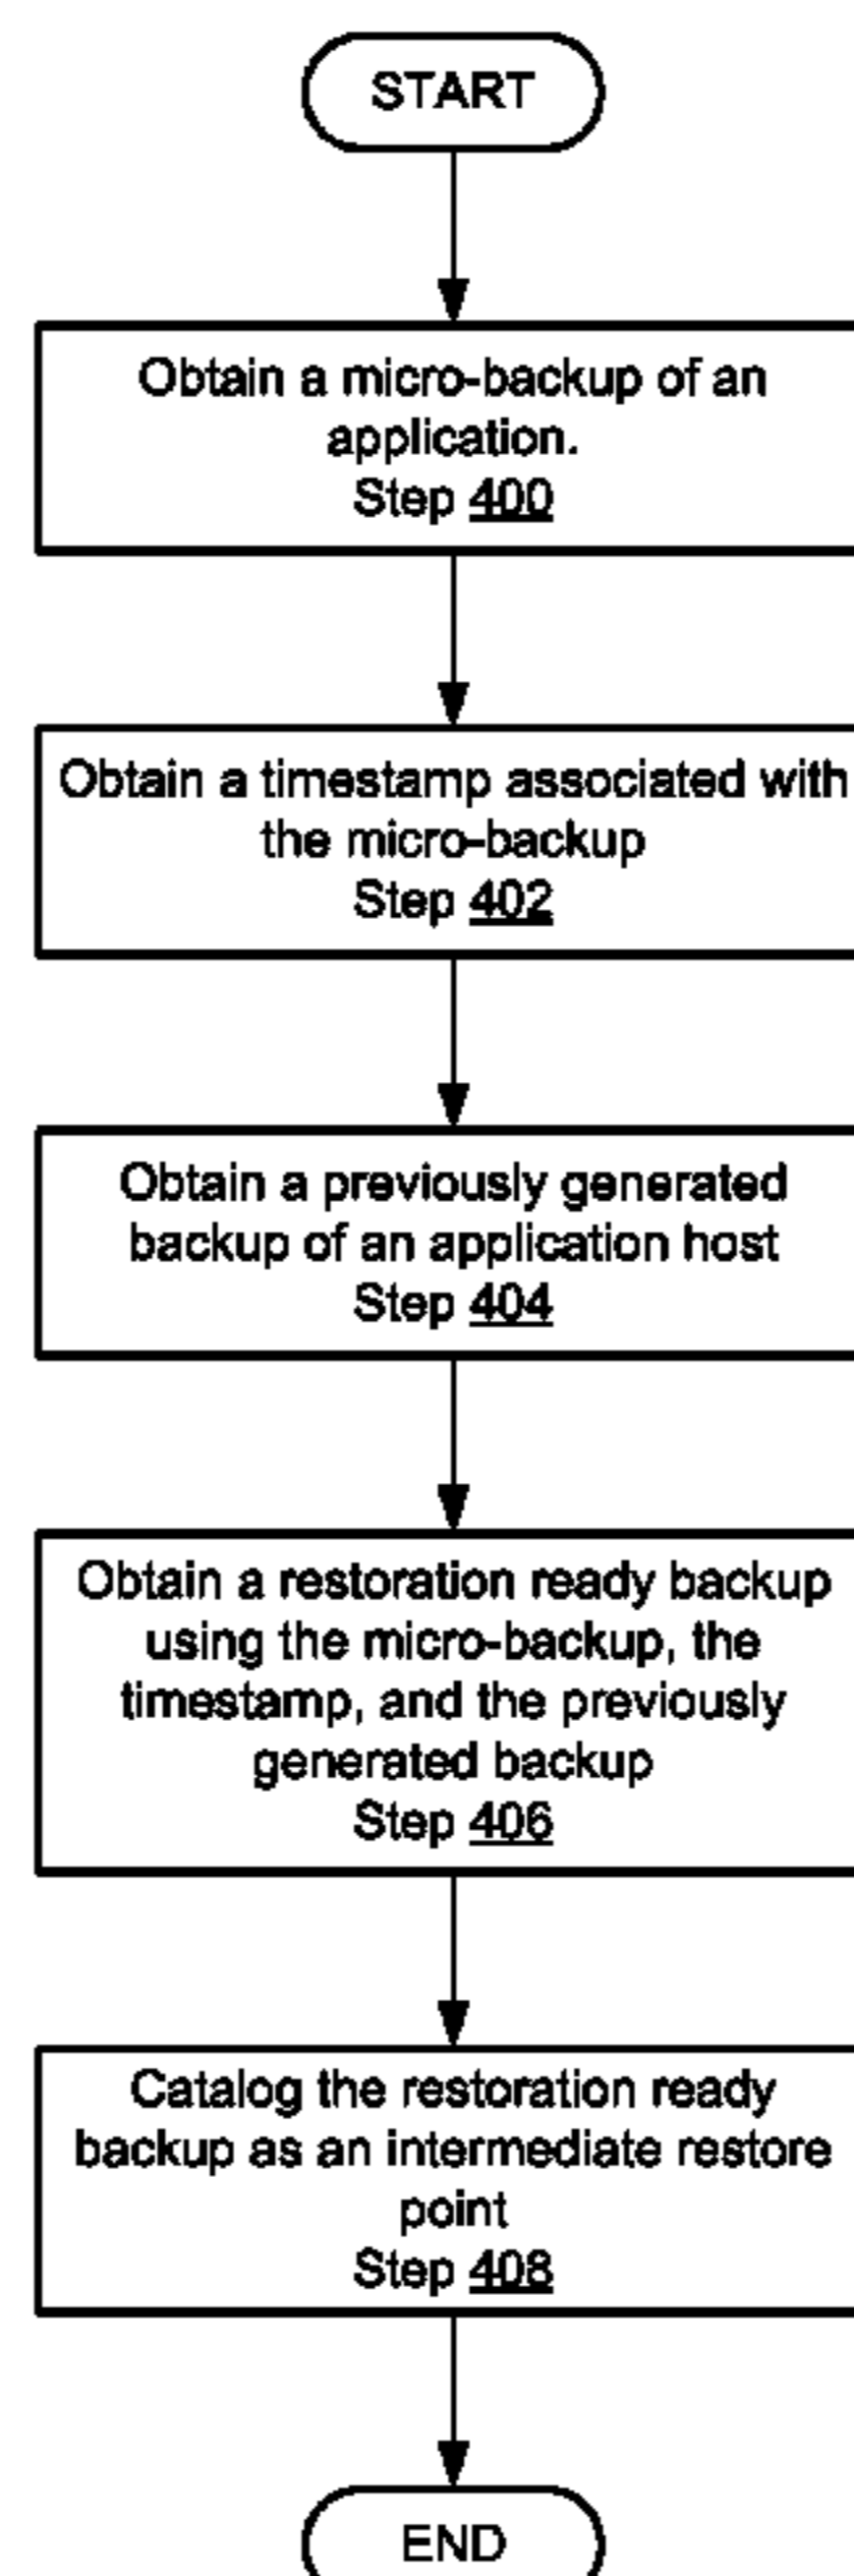 START
Obtain a micro-backup of an
application.
Step 400
Obtain a timestamp associated with
the micro-backup
Step 402
Obtain a previously generated
backup of an application host
Step 404
Obtain a restoration ready backup
using the micro-backup, the
timestamp, and the previously
generated backup
Step 406
Catalog the restoration ready
backup as an intermediate restore
point
Step 408
END